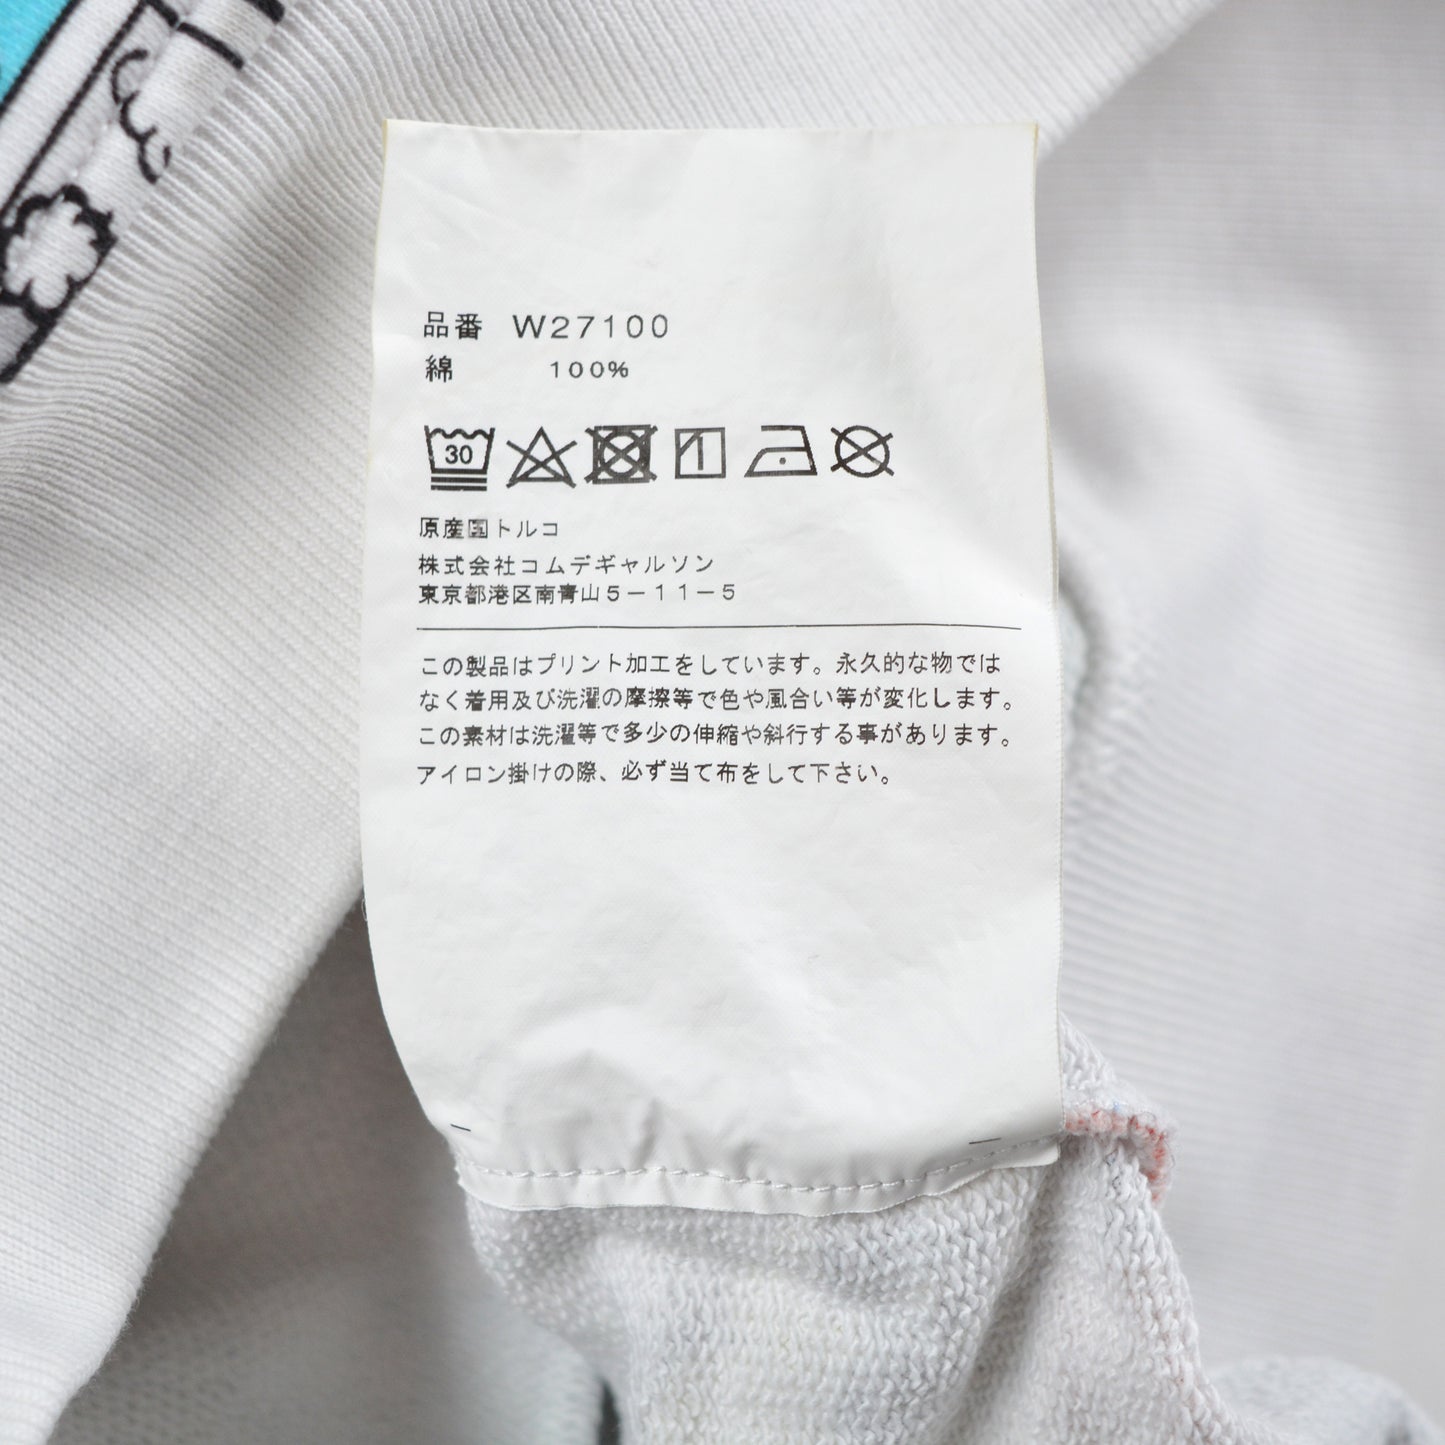 品番 W27100
綿 100%
30
原産国トルコ
株式会社コムデギャルソン
東京都港区南青山5-11-5
この製品はプリント加工をしています。永久的な物では
なく着用及び洗濯の摩擦等で色や風合い等が変化します。
この素材は洗濯等で多少の伸縮や斜行する事があります。
アイロン掛けの際、必ず当て布をして下さい。